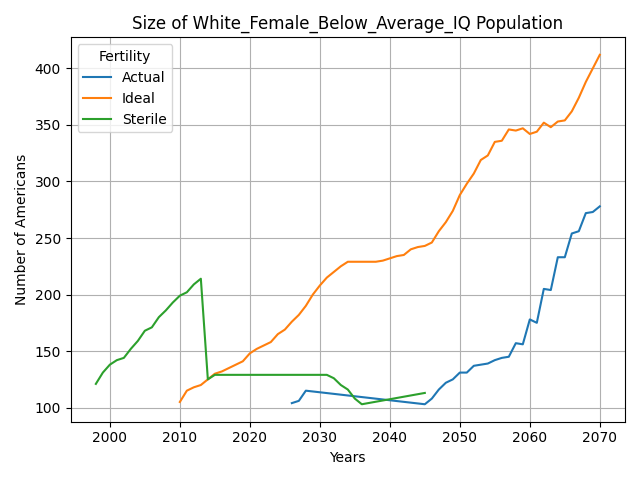 Size of White_Female_Below_Average_IQ Population
Fertility
Actual
Ideal
Sterile
Number of Americans
400
350
300
250
200
150
100
2000 2010 2020 2030 2040 2050 2060 2070
Years